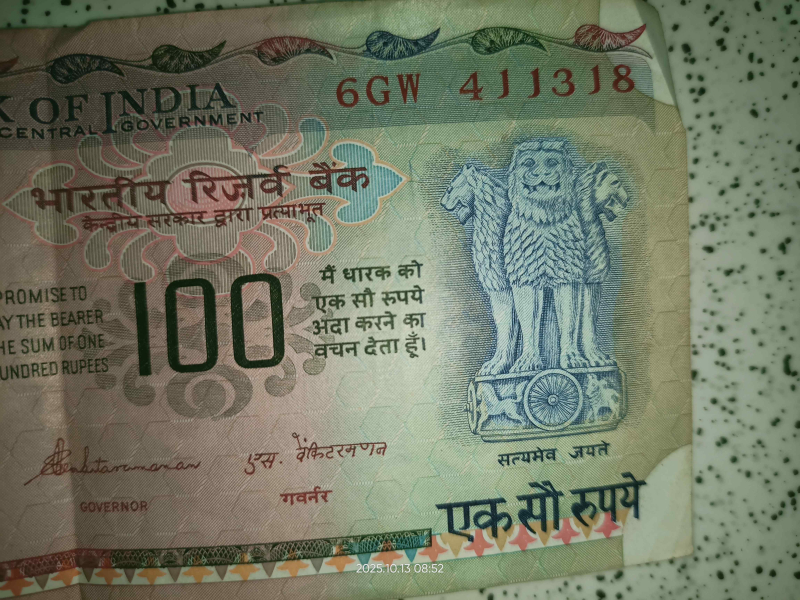 K OF INDIA
CENTRAL GOVERNMENT
6GW 411318
भारतीय रिज़र्व बैंक
केन्द्रीय सरकार द्वारा प्रत्याभूत
PROMISE TO
AY THE BEARER
HE SUM OF ONE
UNDRED RUPEES
100
मैं धारक को
एक सौ रुपये
अदा करने का
वचन देता हूँ।
एस. वेंकिटरमणन
GOVERNOR
गवर्नर
सत्यमेव जयते
एक सौ रुपये
2025.10.13 08:52